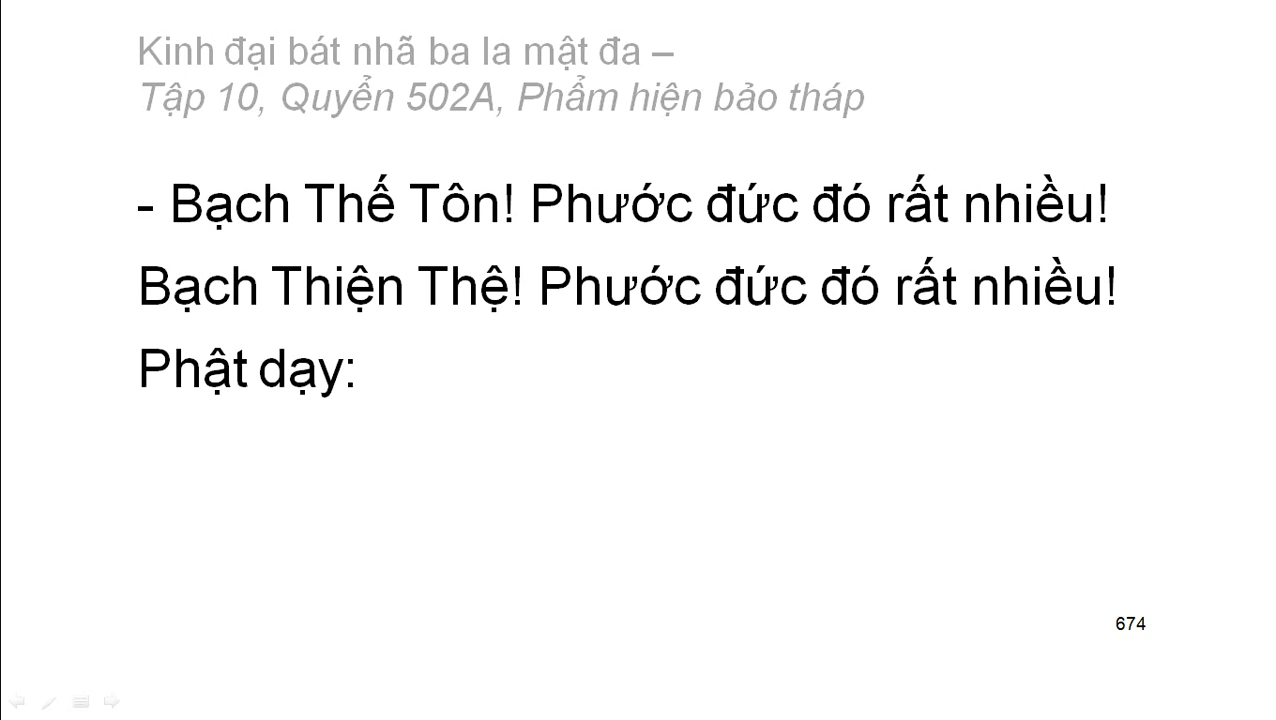 Kinh đại bát nhã ba la mật đa –
Tập 10, Quyển 502A, Phẩm hiện bảo tháp
- Bạch Thế Tôn! Phước đức đó rất nhiều!
Bạch Thiện Thệ! Phước đức đó rất nhiều!
Phật dạy:
674